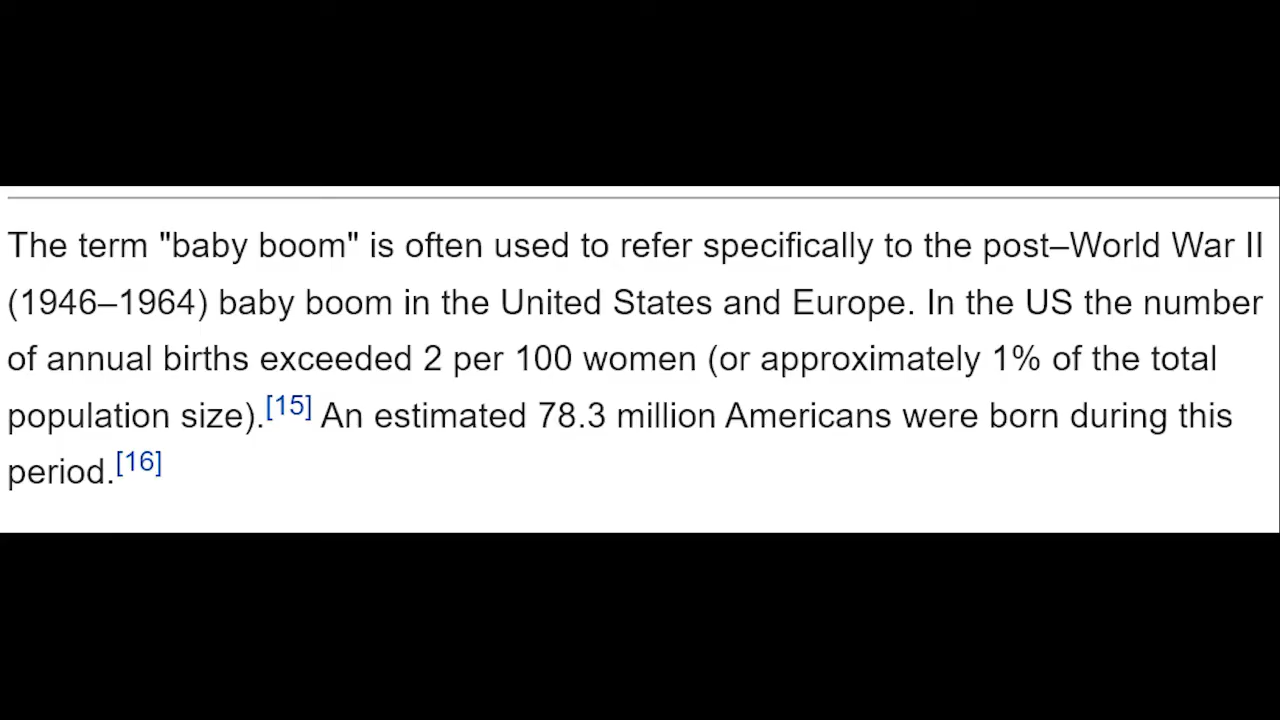 The term "baby boom" is often used to refer specifically to the post–World War II
(1946–1964) baby boom in the United States and Europe. In the US the number
of annual births exceeded 2 per 100 women (or approximately 1% of the total
population size).[15] An estimated 78.3 million Americans were born during this
period.[16]